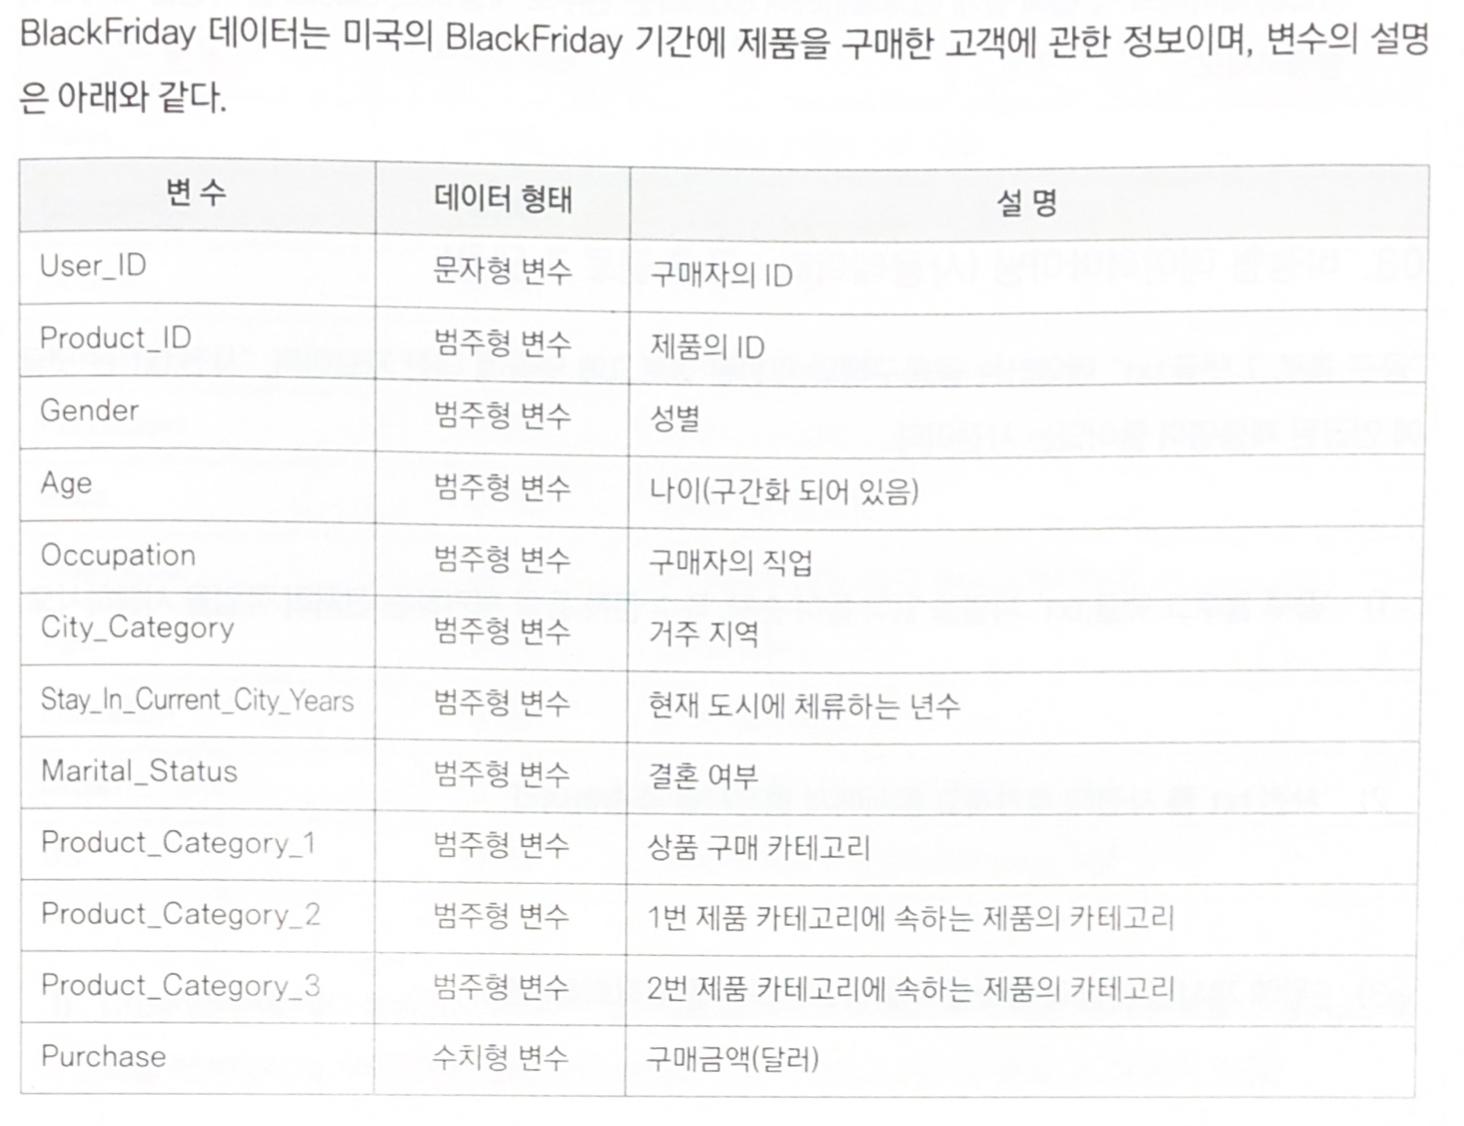 BlackFriday 데이터는 미국의 BlackFriday 기간에 제품을 구매한 고객에 관한 정보이며, 변수의 설명
은 아래와 같다.
변 수 데이터 형태 설 명
User_ID 문자형 변수 구매자의 ID
Product_ID 범주형 변수 제품의 ID
Gender 범주형 변수 성별
Age 범주형 변수 나이(구간화 되어 있음)
Occupation 범주형 변수 구매자의 직업
City_Category 범주형 변수 거주 지역
Stay_In_Current_City_Years 범주형 변수 현재 도시에 체류하는 년수
Marital_Status 범주형 변수 결혼 여부
Product_Category_1 범주형 변수 상품 구매 카테고리
Product_Category_2 범주형 변수 1번 제품 카테고리에 속하는 제품의 카테고리
Product_Category_3 범주형 변수 2번 제품 카테고리에 속하는 제품의 카테고리
Purchase 수치형 변수 구매금액(달러)